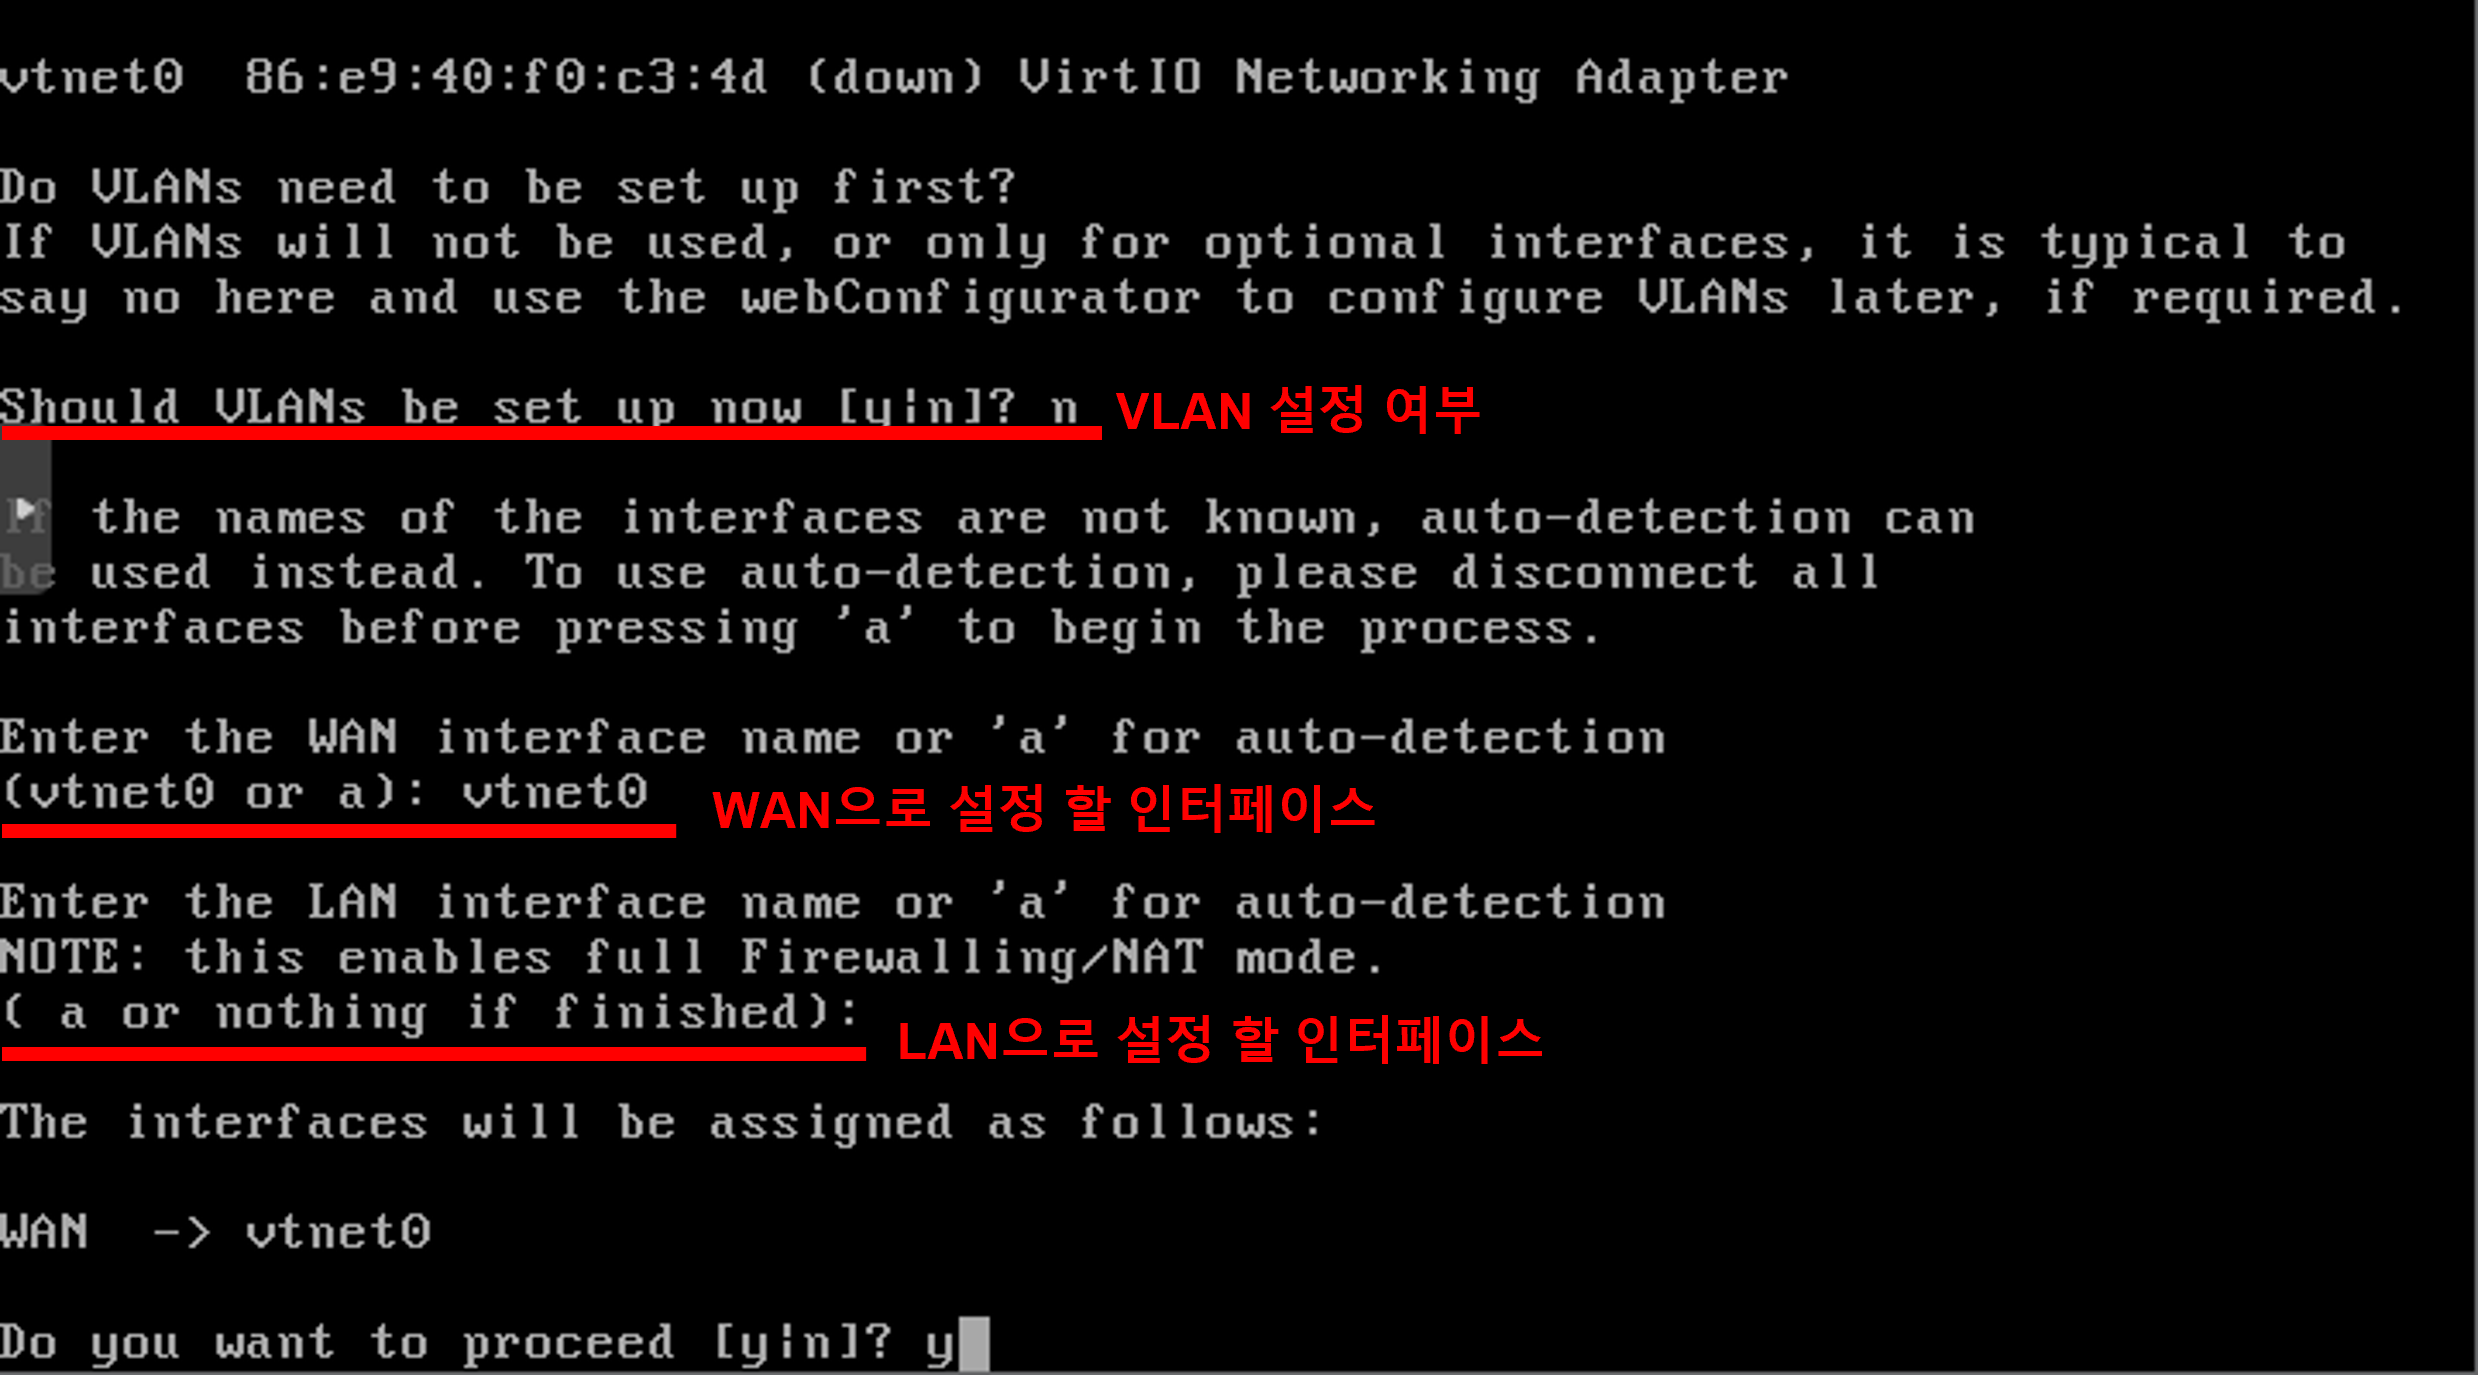 vtnet0  86:e9:40:f0:c3:4d (down) VirtIO Networking Adapter
Do VLANs need to be set up first?
If VLANs will not be used, or only for optional interfaces, it is typical to
say no here and use the webConfigurator to configure VLANs later, if required.
Should VLANs be set up now [y|n]? n VLAN 설정 여부
If the names of the interfaces are not known, auto-detection can
be used instead. To use auto-detection, please disconnect all
interfaces before pressing 'a' to begin the process.
Enter the WAN interface name or 'a' for auto-detection
(vtnet0 or a): vtnet0 WAN으로 설정 할 인터페이스
Enter the LAN interface name or 'a' for auto-detection
NOTE: this enables full Firewalling/NAT mode.
( a or nothing if finished): LAN으로 설정 할 인터페이스
The interfaces will be assigned as follows:
WAN  -> vtnet0
Do you want to proceed [y|n]? y